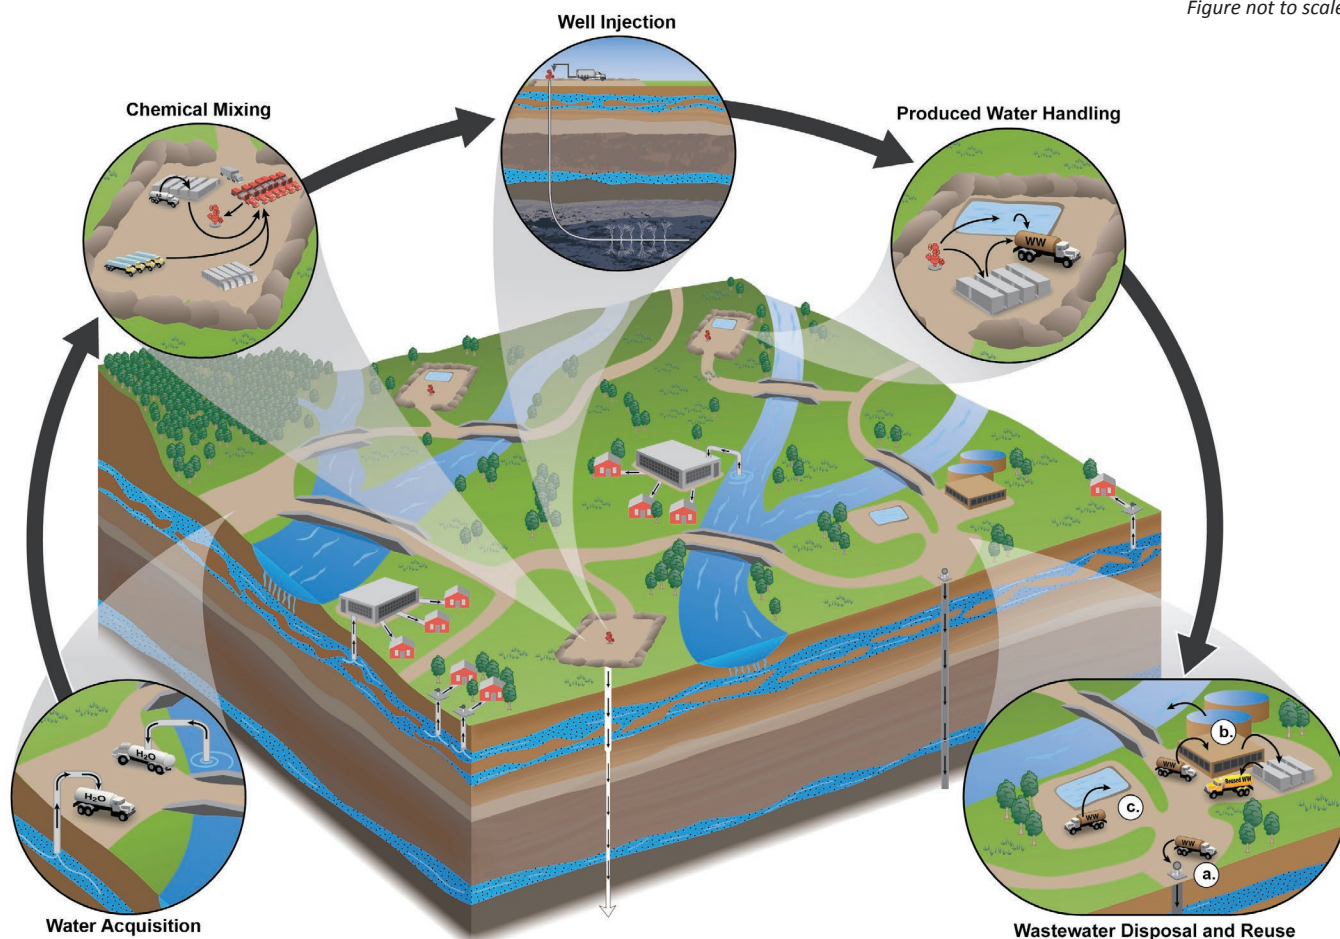 Figure not to scale
Well Injection
Chemical Mixing
Produced Water Handling
WW
H₂O
H₂O
Water Acquisition
b.
WW
Reused WW
c.
WW
WW
a.
Wastewater Disposal and Reuse